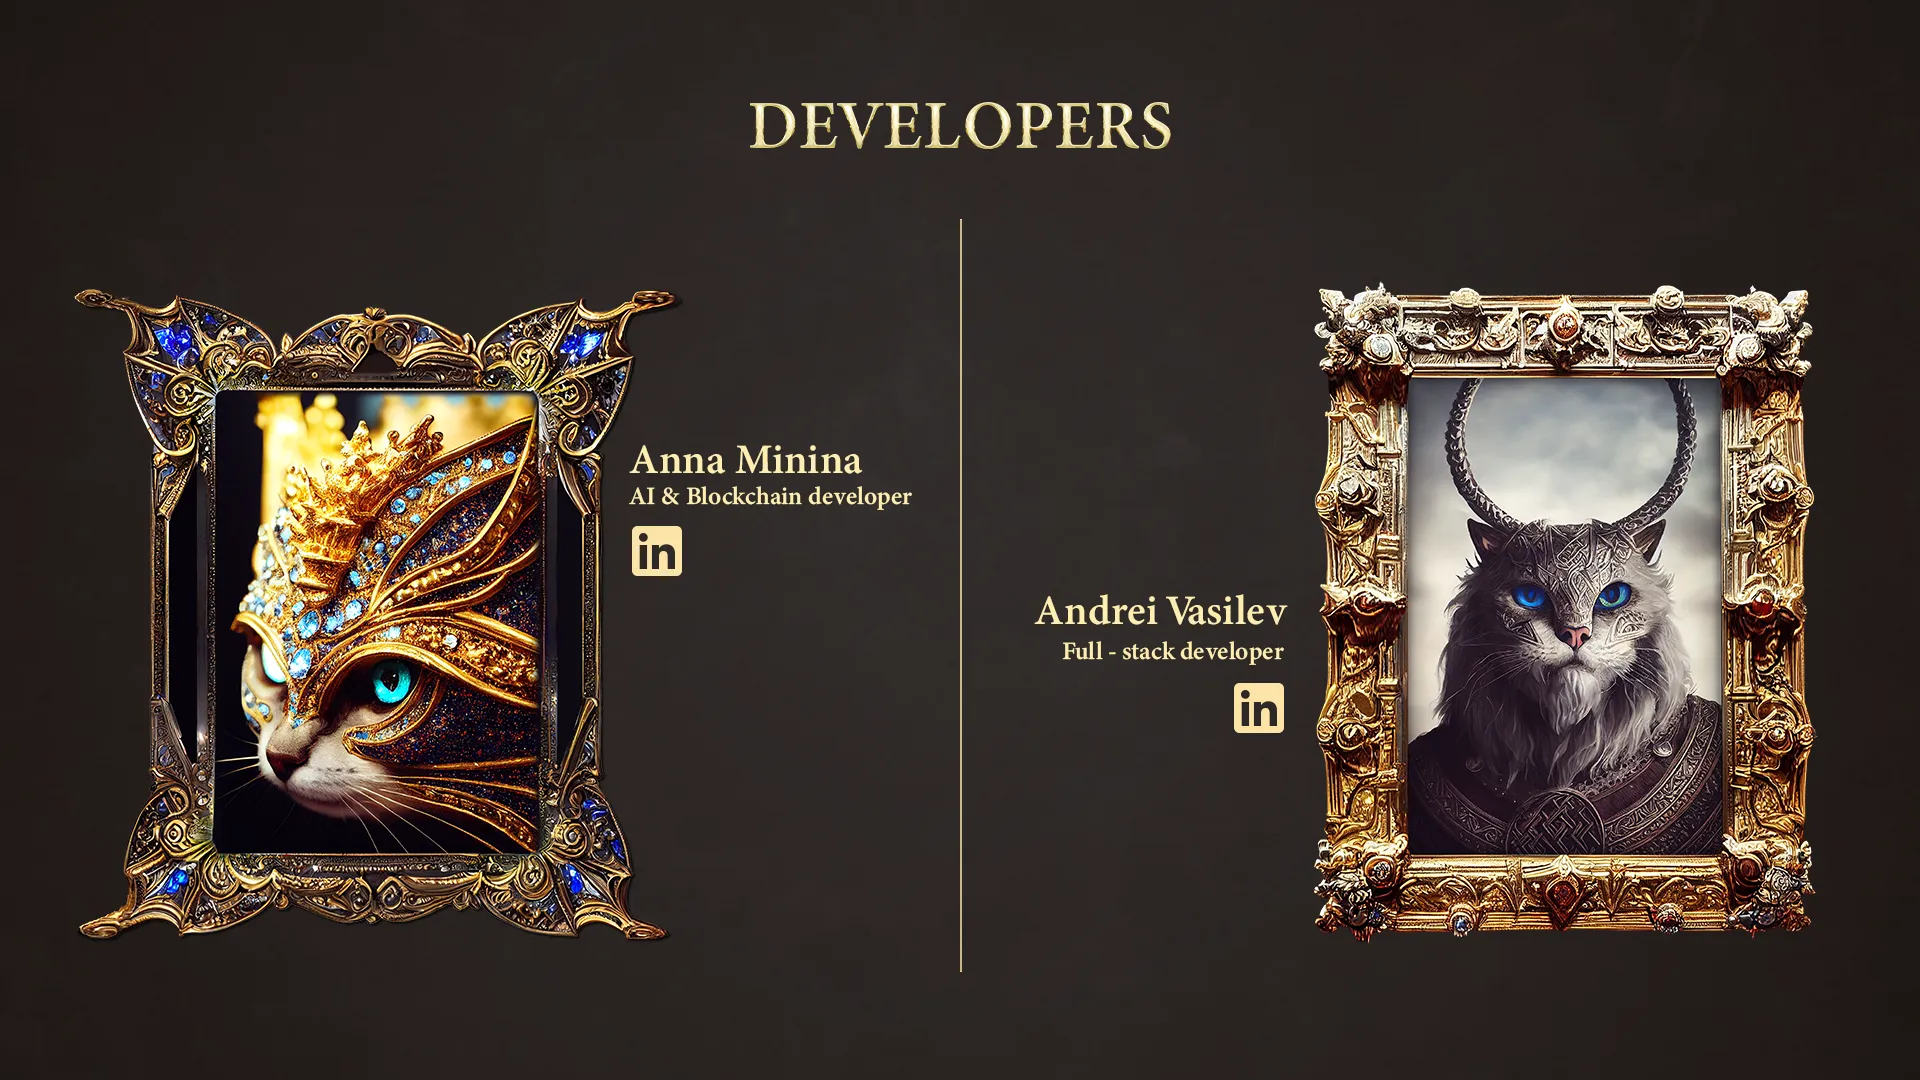 DEVELOPERS
Anna Minina
AI & Blockchain developer
in
Andrei Vasilev
Full - stack developer
in